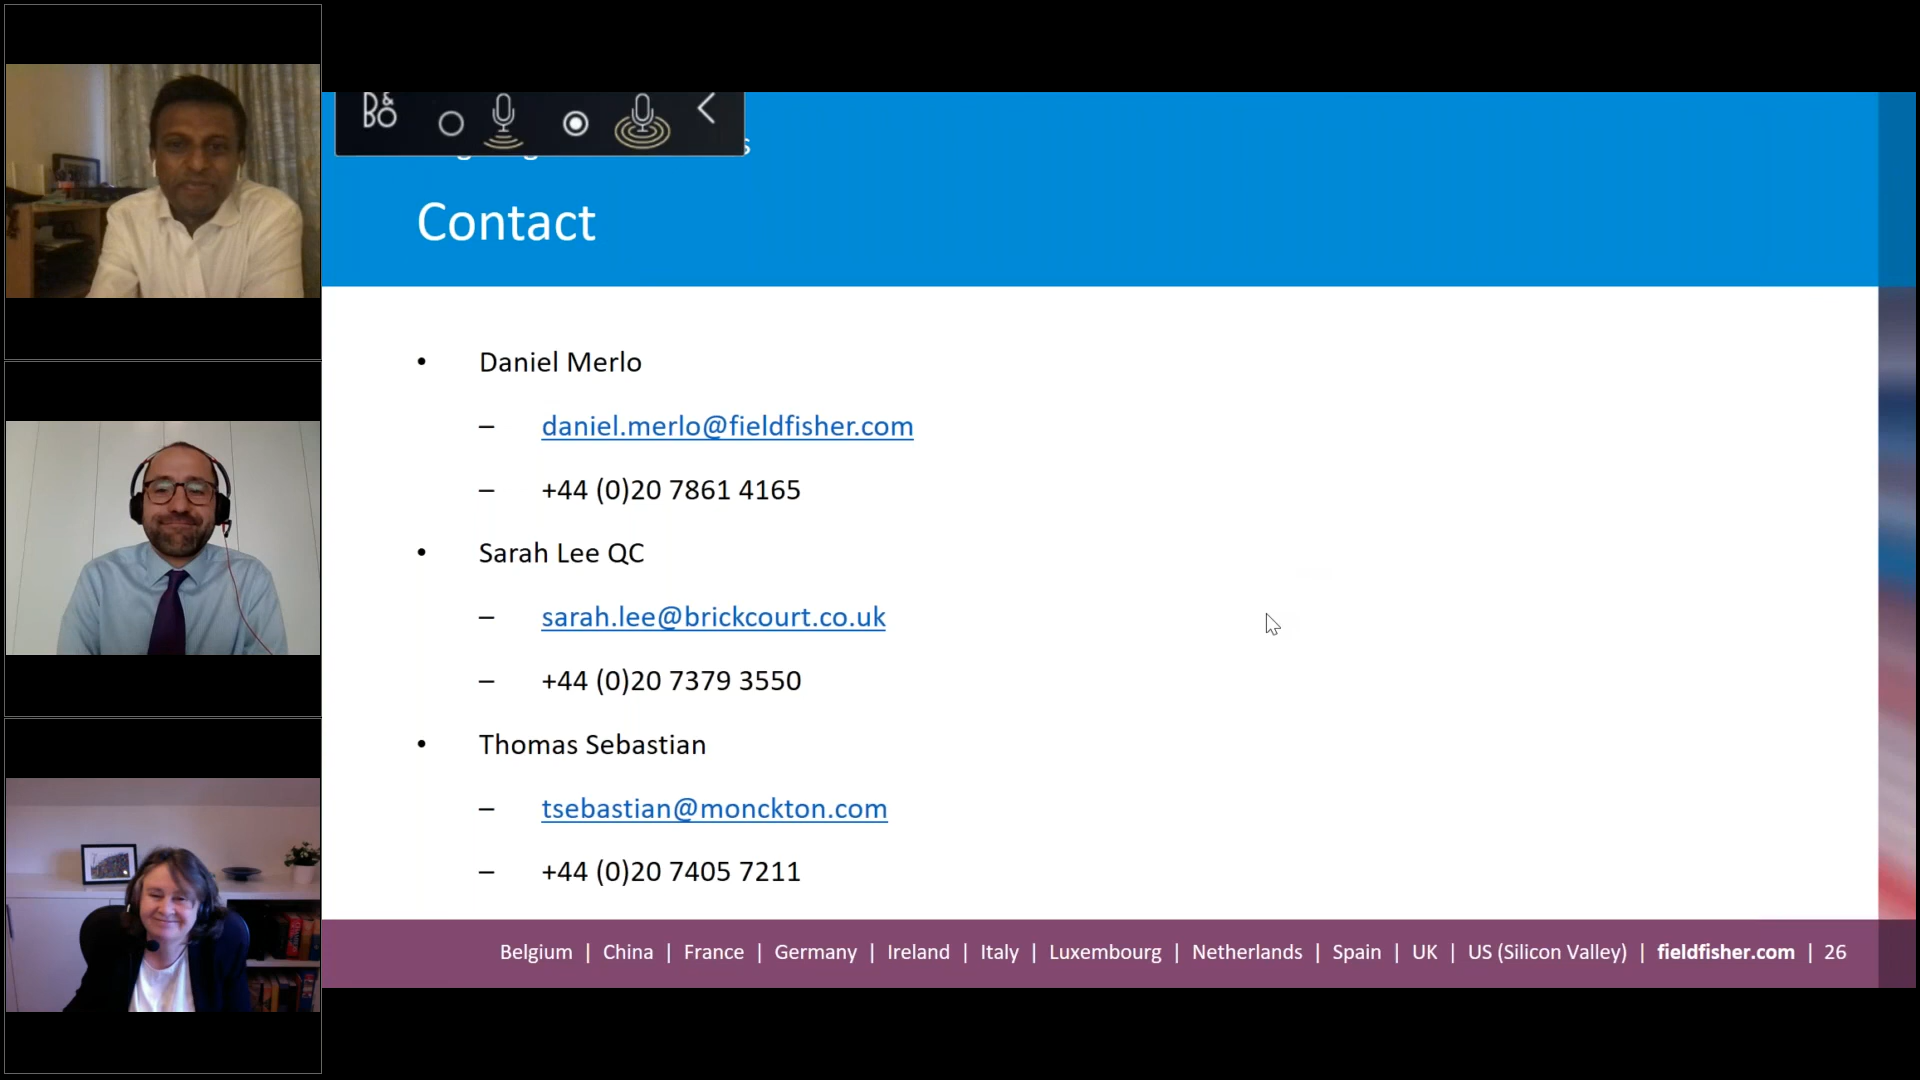 B&O
Contact
• Daniel Merlo
– daniel.merlo@fieldfisher.com
– +44 (0)20 7861 4165
• Sarah Lee QC
– sarah.lee@brickcourt.co.uk
– +44 (0)20 7379 3550
• Thomas Sebastian
– tsebastian@monckton.com
– +44 (0)20 7405 7211
Belgium | China | France | Germany | Ireland | Italy | Luxembourg | Netherlands | Spain | UK | US (Silicon Valley) | fieldfisher.com | 26